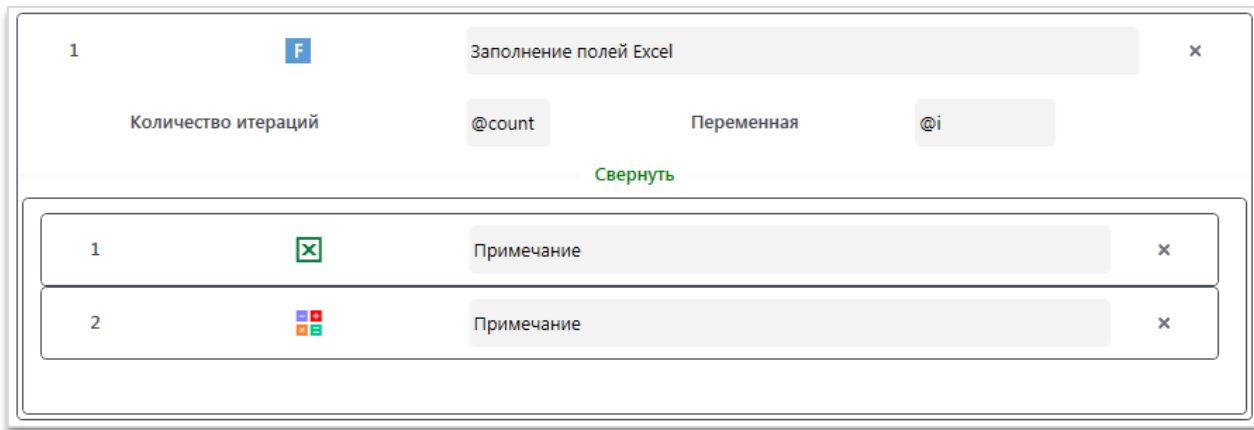 1 F Заполнение полей Excel ×
Количество итераций @count Переменная @i
Свернуть
1 Примечание ×
2 Примечание ×